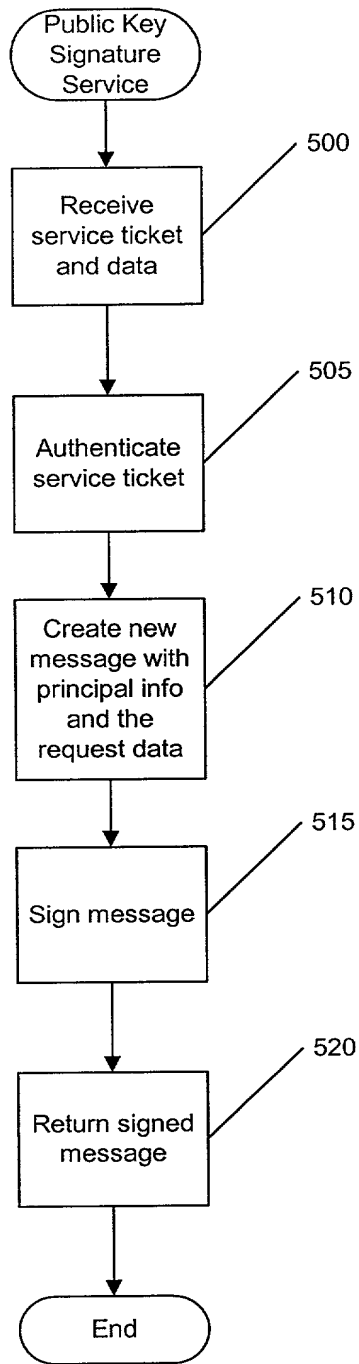 Public Key
Signature
Service
500
Receive
service ticket
and data
505
Authenticate
service ticket
510
Create new
message with
principal info
and the
request data
515
Sign message
520
Return signed
message
End